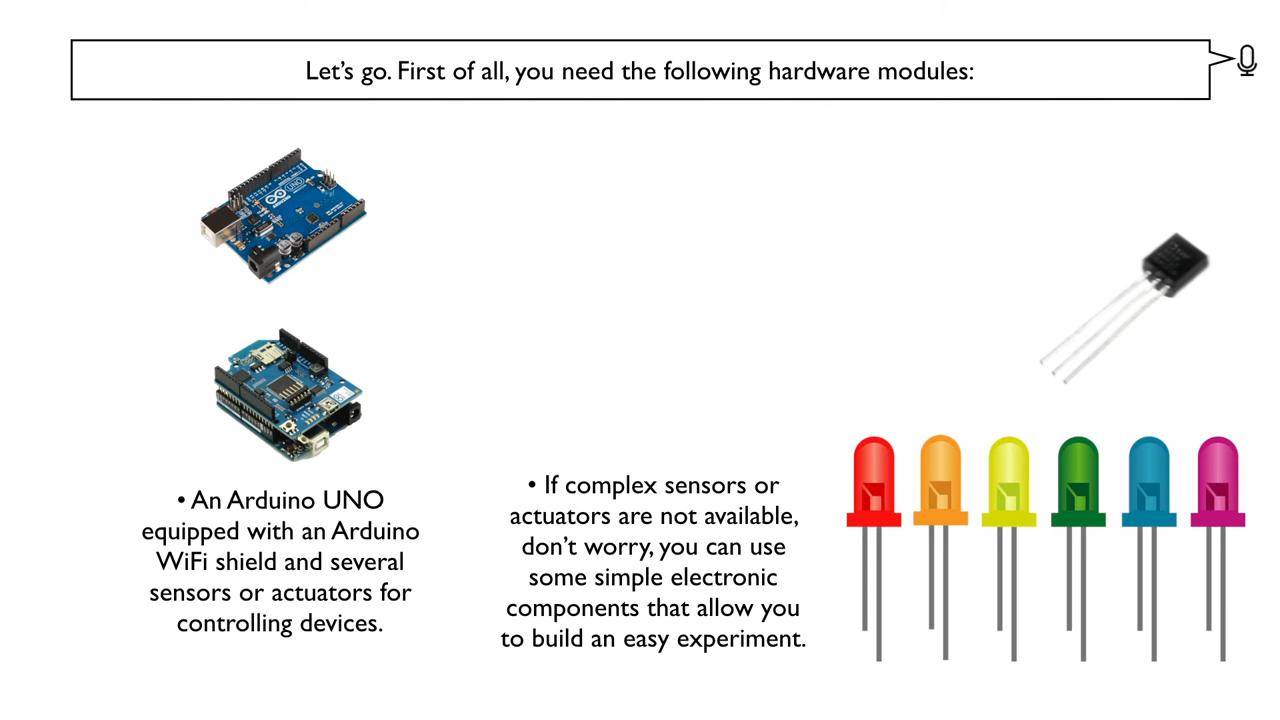 Let's go. First of all, you need the following hardware modules:
UNO
ARDUINO
• An Arduino UNO
equipped with an Arduino
WiFi shield and several
sensors or actuators for
controlling devices.
• If complex sensors or
actuators are not available,
don't worry, you can use
some simple electronic
components that allow you
to build an easy experiment.